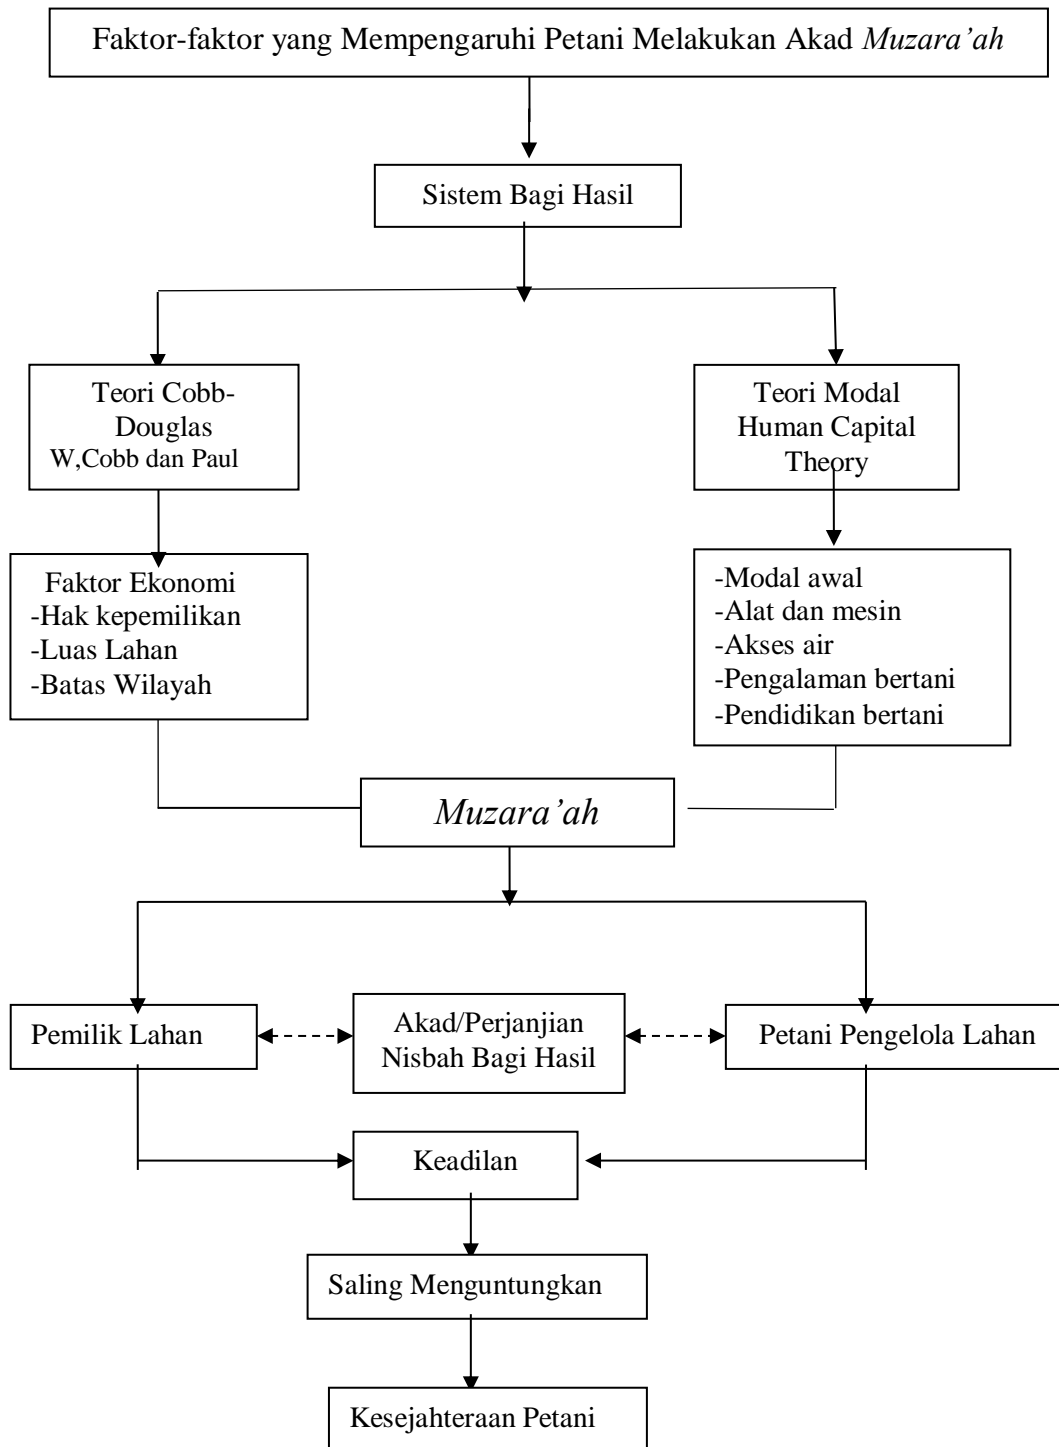 Faktor-faktor yang Mempengaruhi Petani Melakukan Akad Muzara’ah
Sistem Bagi Hasil
Teori Cobb-
Douglas
W,Cobb dan Paul
Teori Modal
Human Capital
Theory
Faktor Ekonomi
-Hak kepemilikan
-Luas Lahan
-Batas Wilayah
-Modal awal
-Alat dan mesin
-Akses air
-Pengalaman bertani
-Pendidikan bertani
Muzara’ah
Pemilik Lahan
Akad/Perjanjian
Nisbah Bagi Hasil
Petani Pengelola Lahan
Keadilan
Saling Menguntungkan
Kesejahteraan Petani